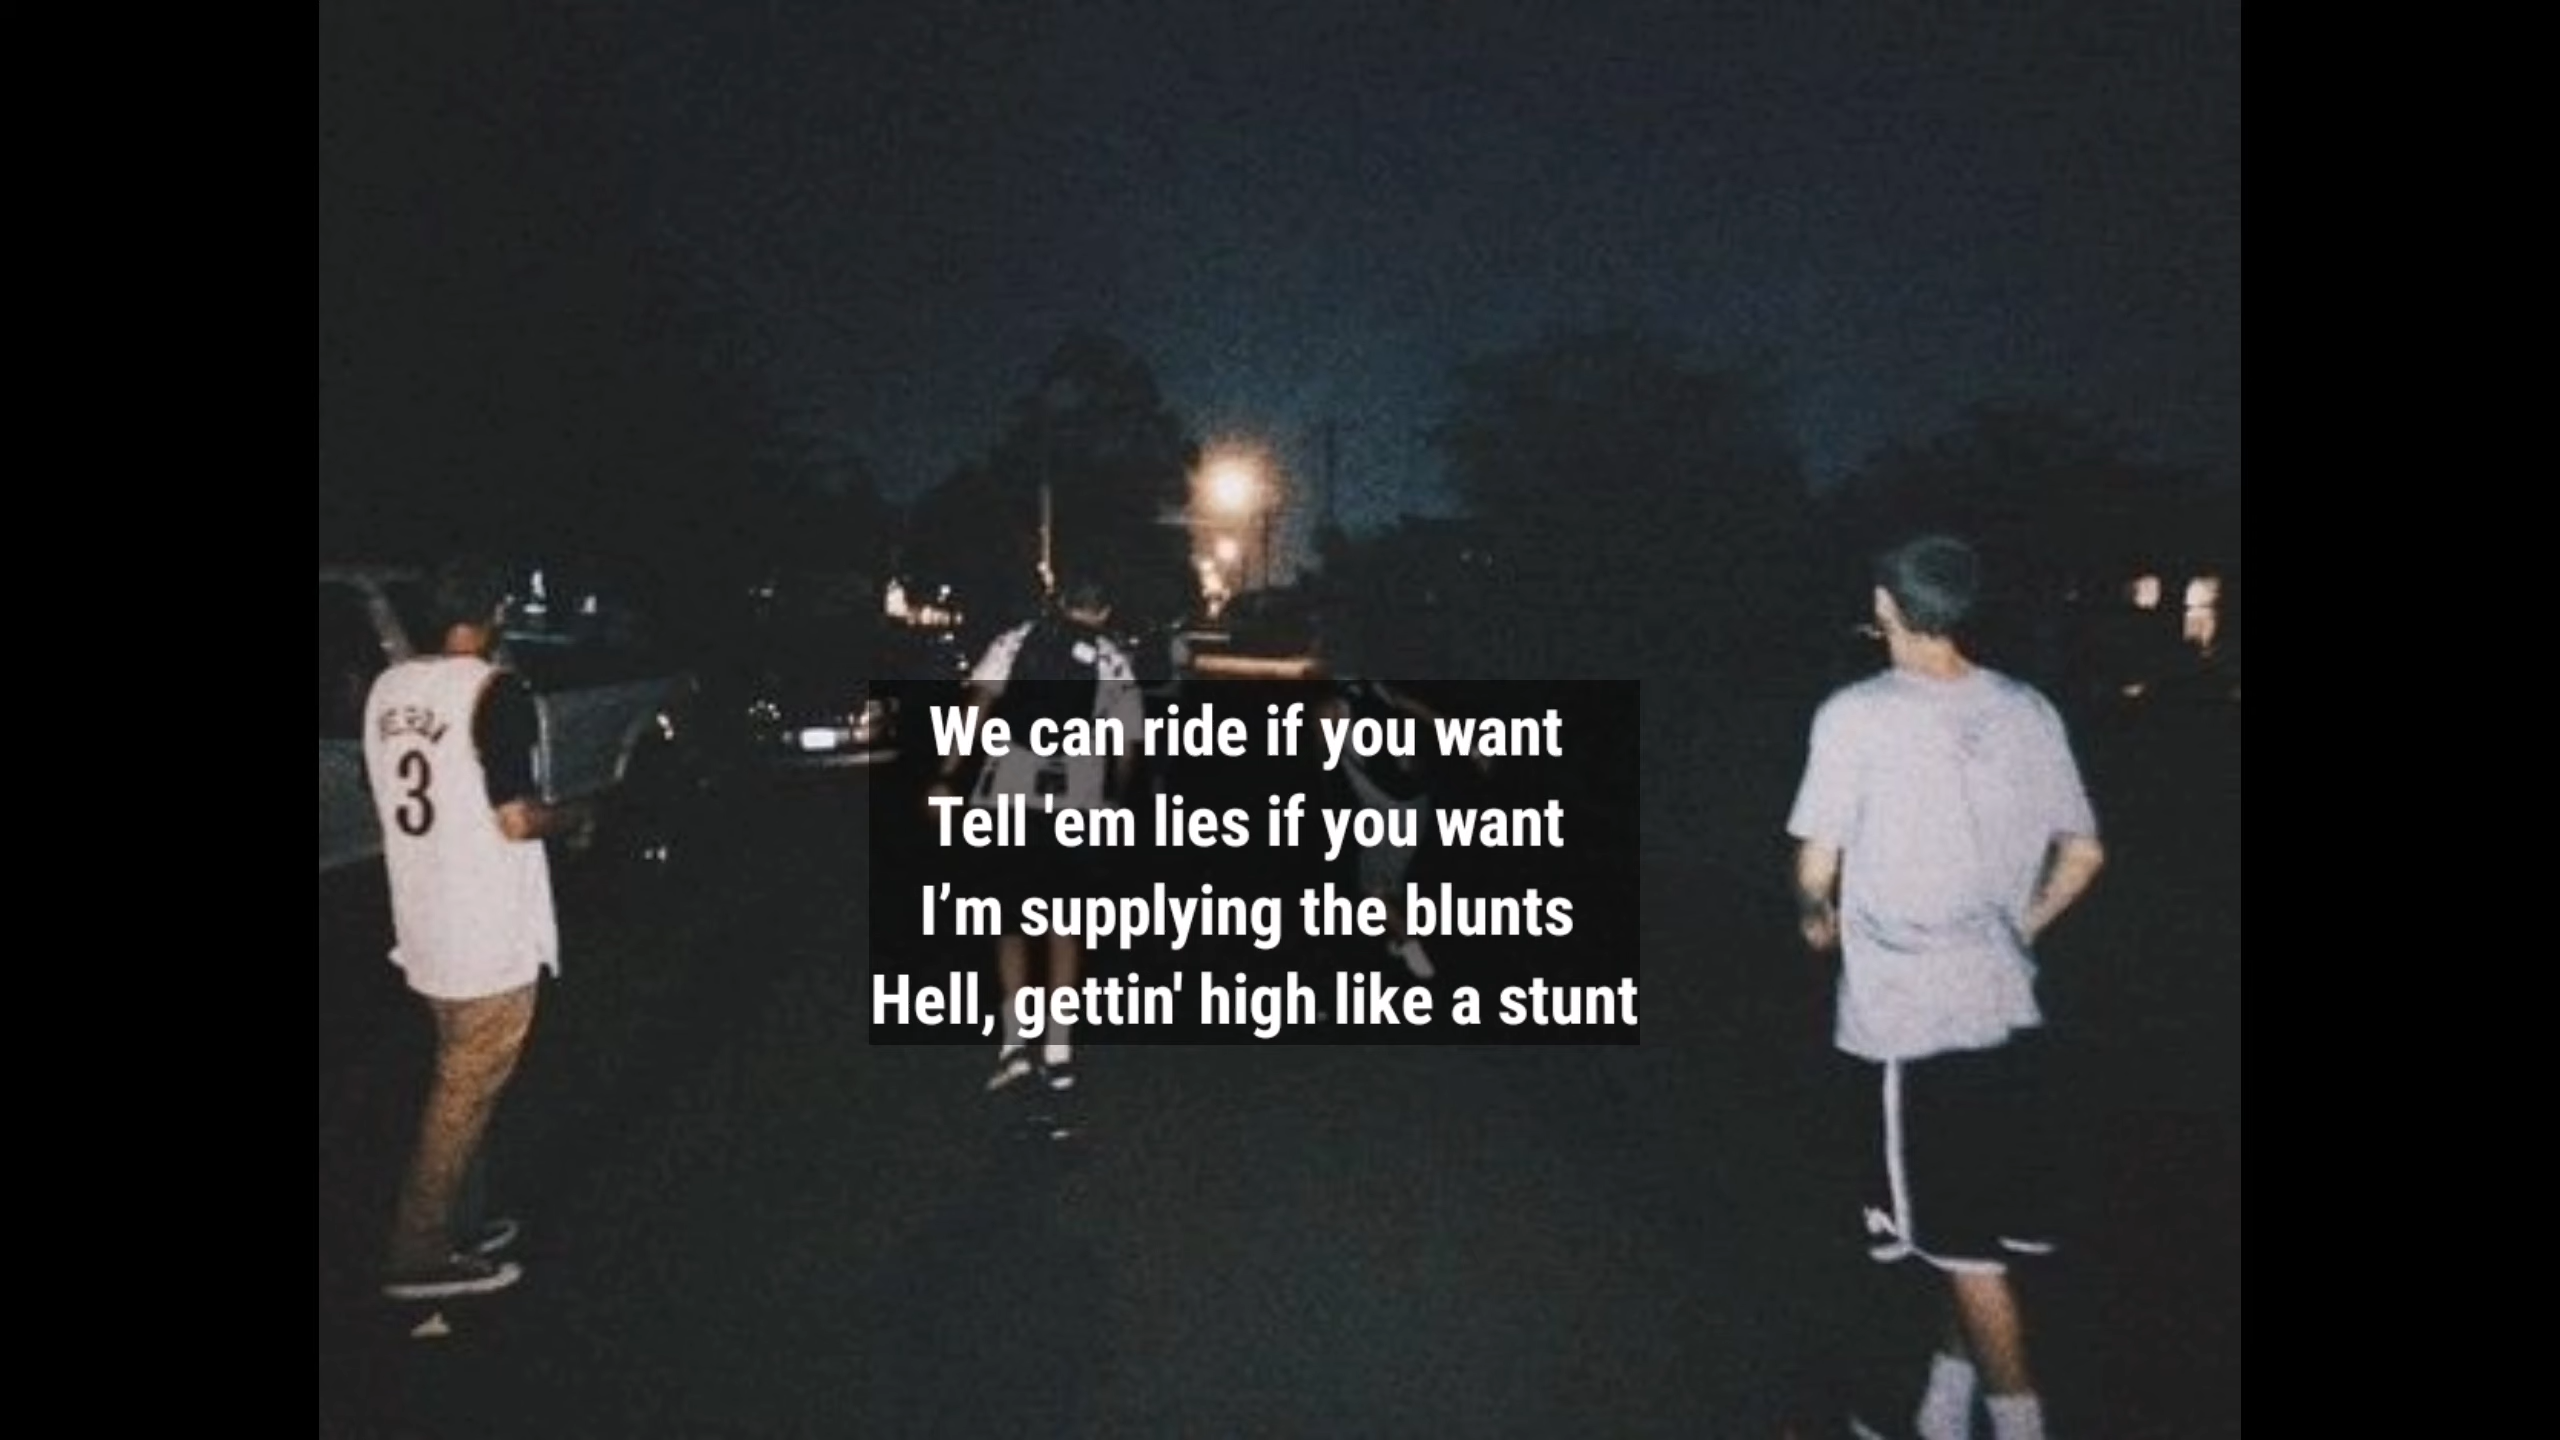 3
We can ride if you want
Tell 'em lies if you want
I’m supplying the blunts
Hell, gettin' high like a stunt